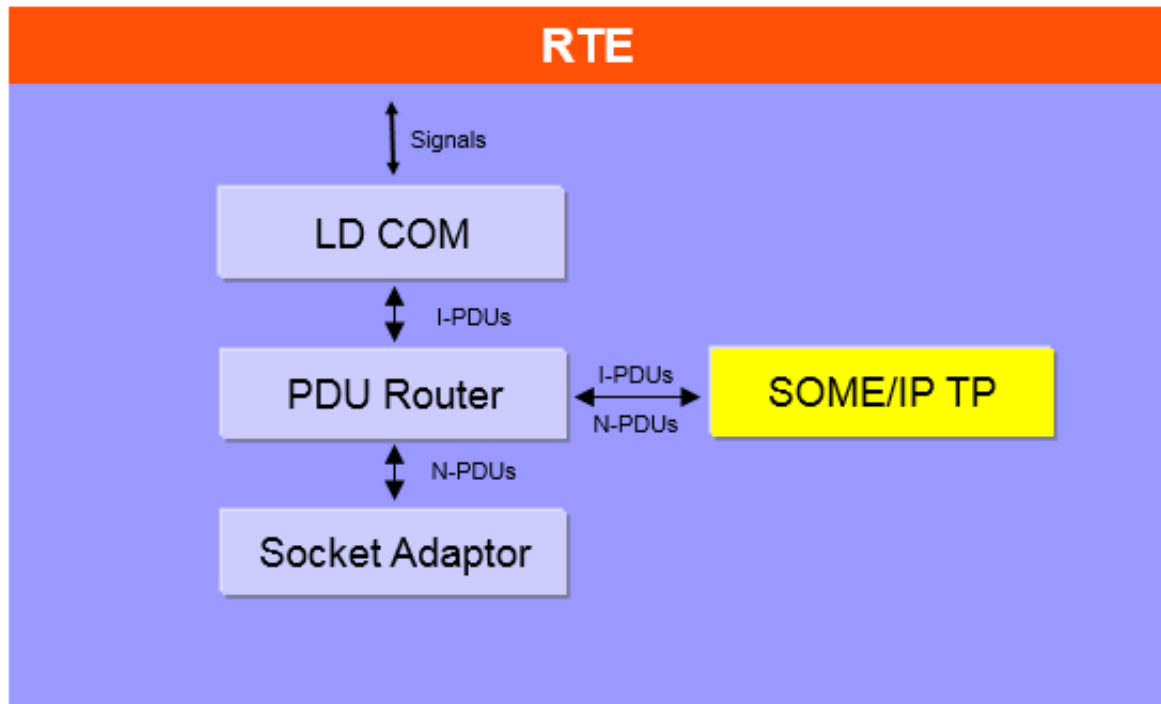 RTE
Signals
LD COM
I-PDUs
PDU Router
I-PDUs
N-PDUs
SOME/IP TP
N-PDUs
Socket Adaptor